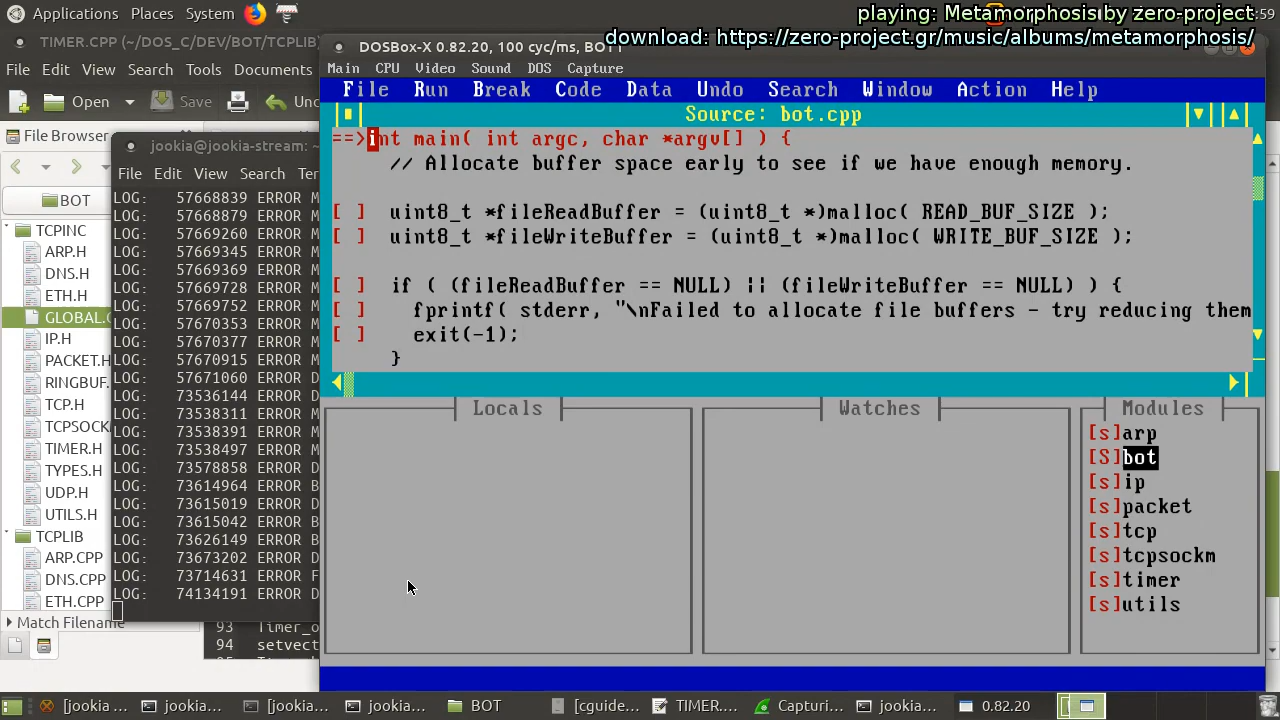 Applications Places System
:59
playing: Metamorphosis by zero-project
download: https://zero-project.gr/music/albums/metamorphosis/
TIMER.CPP (~/DOS_C/DEV/BOT/TCPLIB
File Edit View Search Tools Documents
Open Save Undo
File Browser
BOT
TCPINC
ARP.H
DNS.H
ETH.H
GLOBAL.
IP.H
PACKET.H
RINGBUF.
TCP.H
TCPSOCK
TIMER.H
TYPES.H
UDP.H
UTILS.H
TCPLIB
ARP.CPP
DNS.CPP
ETH.CPP
Match Filename
93 Timer_o
94 setvect
jookia@jookia-stream: ~
File Edit View Search Ter
LOG: 57668839 ERROR M
LOG: 57668879 ERROR M
LOG: 57669260 ERROR M
LOG: 57669345 ERROR M
LOG: 57669369 ERROR M
LOG: 57669728 ERROR M
LOG: 57669752 ERROR M
LOG: 57670353 ERROR M
LOG: 57670377 ERROR M
LOG: 57670915 ERROR M
LOG: 57671060 ERROR D
LOG: 73536144 ERROR D
LOG: 73538311 ERROR M
LOG: 73538391 ERROR M
LOG: 73538497 ERROR M
LOG: 73578858 ERROR D
LOG: 73614964 ERROR B
LOG: 73615019 ERROR D
LOG: 73615042 ERROR B
LOG: 73626149 ERROR B
LOG: 73673202 ERROR D
LOG: 73714631 ERROR F
LOG: 74134191 ERROR D
DOSBox-X 0.82.20, 100 cyc/ms, BOT
Main CPU Video Sound DOS Capture
File Run Break Code Data Undo Search Window Action Help
Source: bot.cpp
==>int main( int argc, char *argv[] ) {
// Allocate buffer space early to see if we have enough memory.
[ ] uint8_t *fileReadBuffer = (uint8_t *)malloc( READ_BUF_SIZE );
[ ] uint8_t *fileWriteBuffer = (uint8_t *)malloc( WRITE_BUF_SIZE );
[ ] if ( (fileReadBuffer == NULL) || (fileWriteBuffer == NULL) ) {
[ ] fprintf( stderr, "\nFailed to allocate file buffers - try reducing them
[ ] exit(-1);
}
Locals
Watches
Modules
[s]arp
[S]bot
[s]ip
[s]packet
[s]tcp
[s]tcpsockm
[s]timer
[s]utils
[jookia ... jookia... [jookia... BOT [cguide... TIMER.... Capturi... jookia... 0.82.20